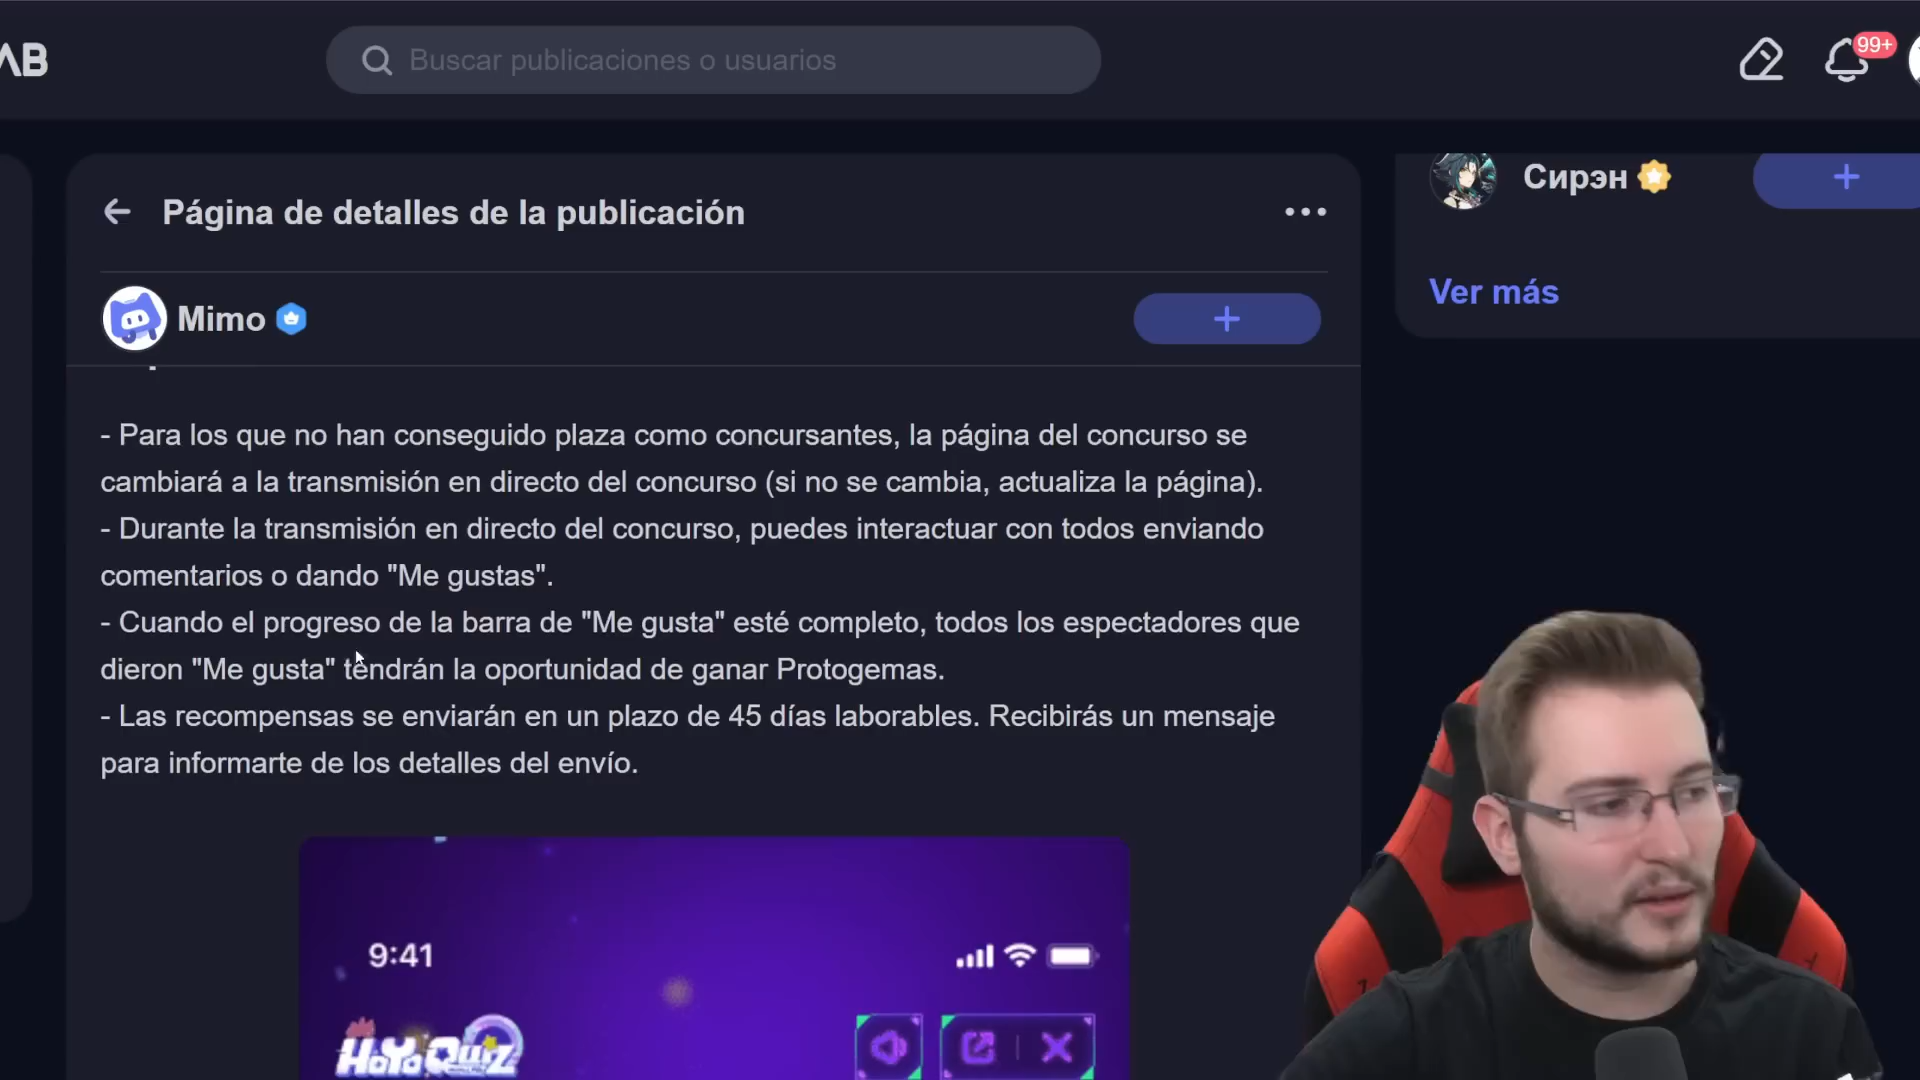 AB
Buscar publicaciones o usuarios
99+
Página de detalles de la publicación
Сирэн
Ver más
Mimo
- Para los que no han conseguido plaza como concursantes, la página del concurso se
cambiará a la transmisión en directo del concurso (si no se cambia, actualiza la página).
- Durante la transmisión en directo del concurso, puedes interactuar con todos enviando
comentarios o dando "Me gustas".
- Cuando el progreso de la barra de "Me gusta" esté completo, todos los espectadores que
dieron "Me gusta" tendrán la oportunidad de ganar Protogemas.
- Las recompensas se enviarán en un plazo de 45 días laborables. Recibirás un mensaje
para informarte de los detalles del envío.
9:41
HoYo Quiz